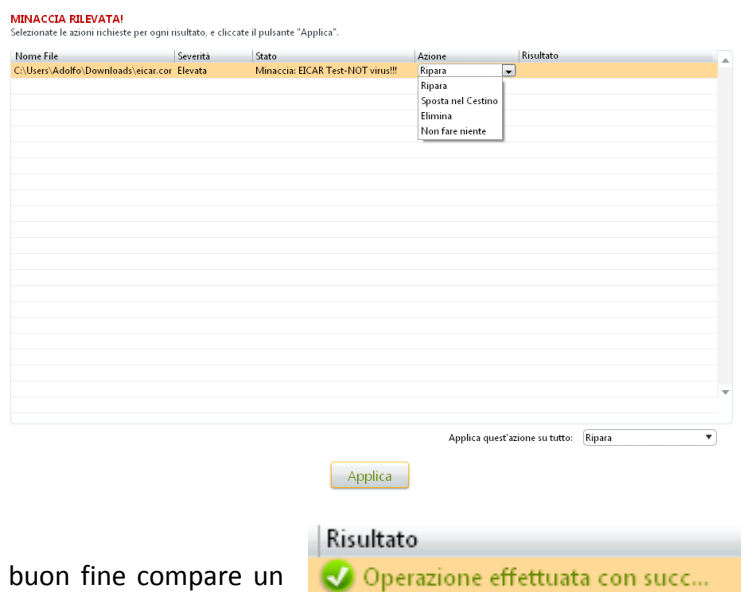 MINACCIA RILEVATA!
Selezionate le azioni richieste per ogni risultato, e cliccate il pulsante "Applica".
Nome File Severità Stato Azione Risultato
C:\Users\Adolfo\Downloads\eicar.cor Elevata Minaccia: EICAR Test-NOT virus!!! Ripara
Ripara
Sposta nel Cestino
Elimina
Non fare niente
Applica quest'azione su tutto: Ripara
Applica
Risultato
buon fine compare un Operazione effettuata con succ...